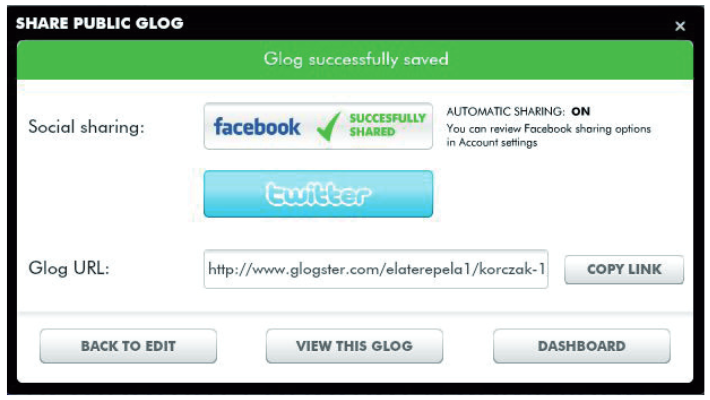 SHARE PUBLIC GLOG
×
Glog successfully saved
Social sharing:
facebook
SUCCESFULLY
SHARED
AUTOMATIC SHARING: ON
You can review Facebook sharing options
in Account settings
twitter
Glog URL:
http://www.glogster.com/elaterepela1/korczak-1
COPY LINK
BACK TO EDIT
VIEW THIS GLOG
DASHBOARD